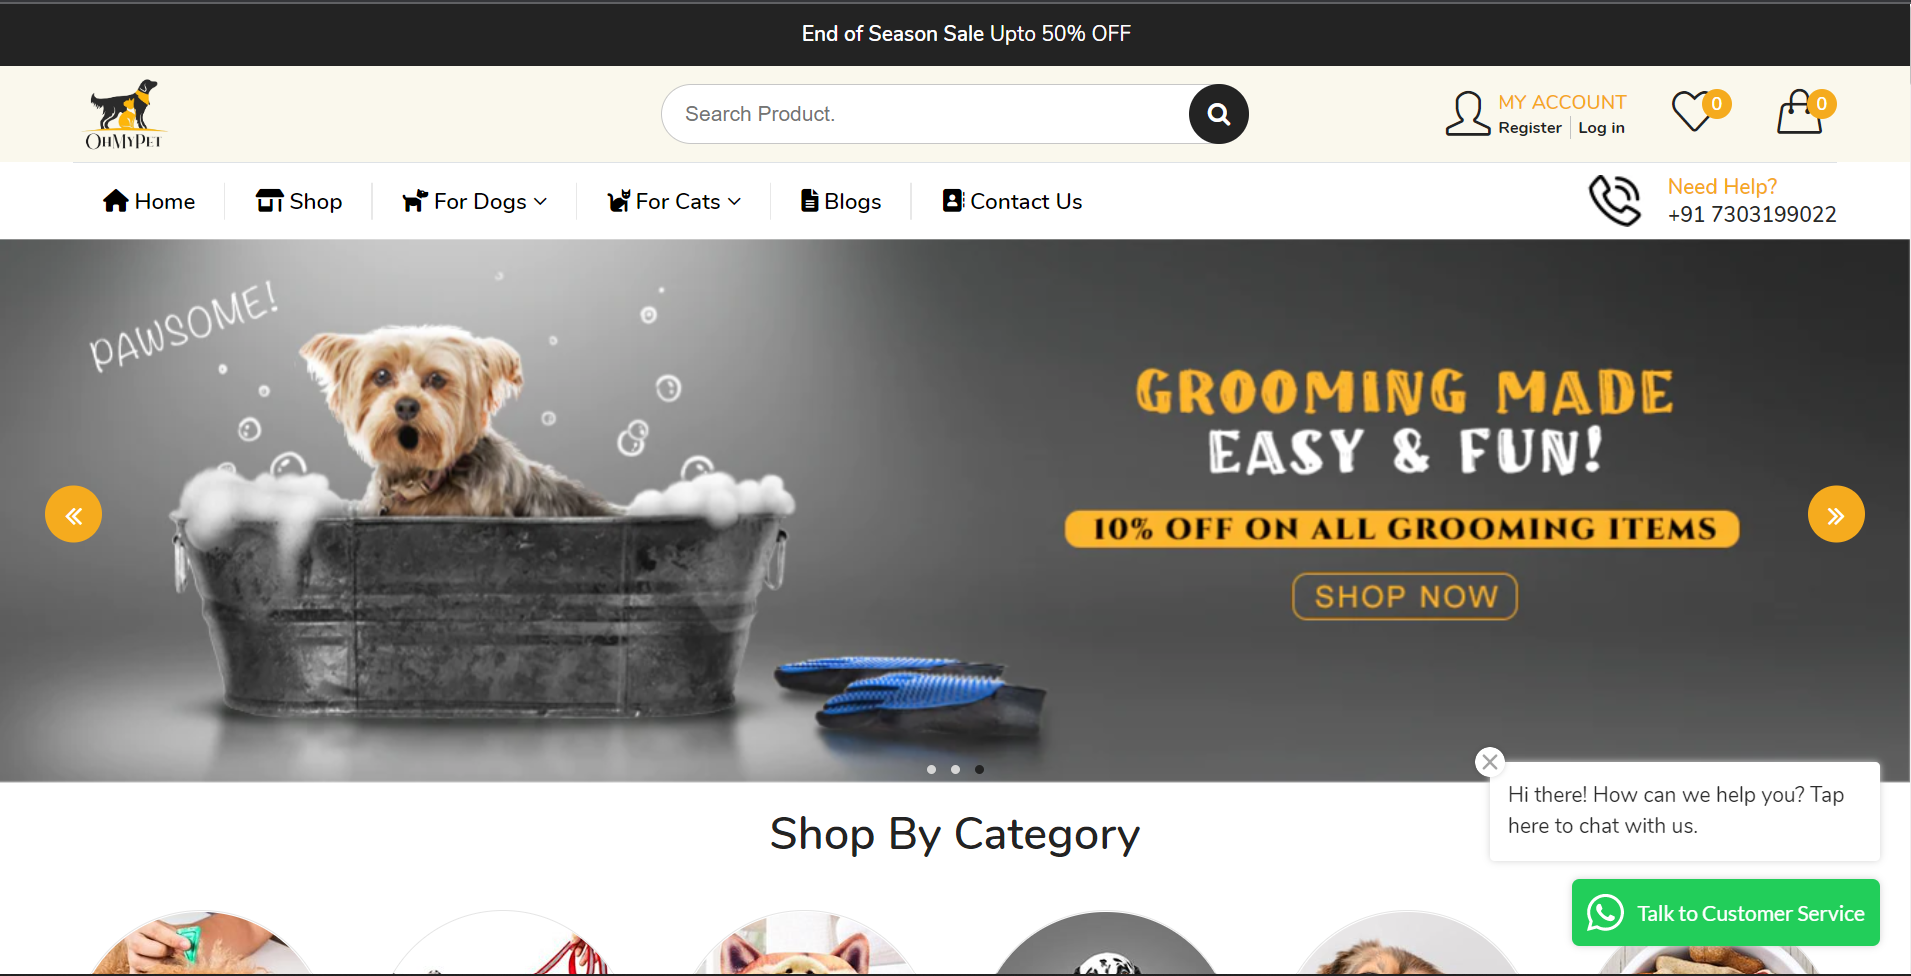 End of Season Sale Upto 50% OFF
OHMYPET
Search Product.
MY ACCOUNT
Register Log in
0
0
Home
Shop
For Dogs
For Cats
Blogs
Contact Us
Need Help?
+91 7303199022
PAWSOME!
GROOMING MADE
EASY & FUN!
10% OFF ON ALL GROOMING ITEMS
SHOP NOW
Shop By Category
Hi there! How can we help you? Tap
here to chat with us.
Talk to Customer Service